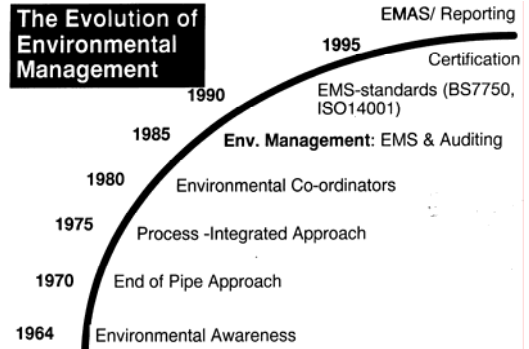 The Evolution of
Environmental
Management
EMAS/ Reporting
1995
Certification
1990
EMS-standards (BS7750,
ISO14001)
1985
Env. Management: EMS & Auditing
1980
Environmental Co-ordinators
1975
Process -Integrated Approach
1970
End of Pipe Approach
1964
Environmental Awareness